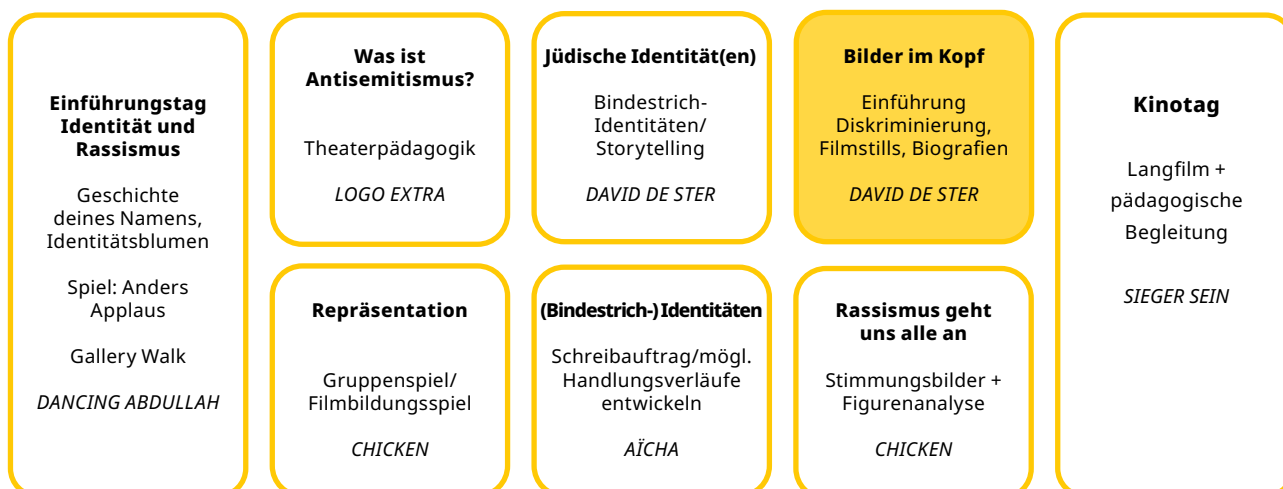 Einführungstag
Identität und
Rassismus
Geschichte
deines Namens,
Identitätsblumen
Spiel: Anders
Applaus
Gallery Walk
DANCING ABDULLAH
Was ist
Antisemitismus?
Theaterpädagogik
LOGO EXTRA
Jüdische Identität(en)
Bindestrich-
Identitäten/
Storytelling
DAVID DE STER
Bilder im Kopf
Einführung
Diskriminierung,
Filmstills, Biografien
DAVID DE STER
Repräsentation
Gruppenspiel/
Filmbildungsspiel
CHICKEN
(Bindestrich-) Identitäten
Schreibauftrag/mögl.
Handlungsverläufe
entwickeln
AÏCHA
Rassismus geht
uns alle an
Stimmungsbilder +
Figurenanalyse
CHICKEN
Kinotag
Langfilm +
pädagogische
Begleitung
SIEGER SEIN